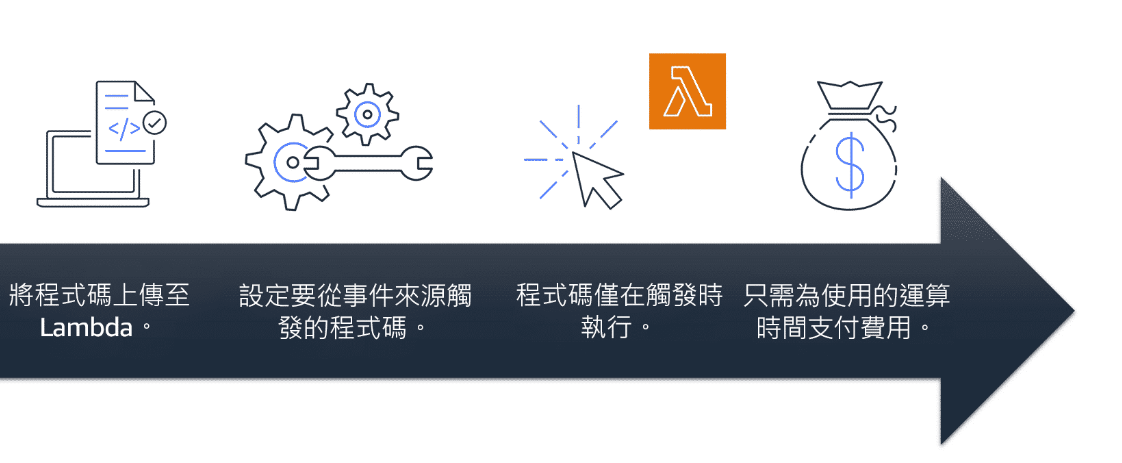 將程式碼上傳至
Lambda。
設定要從事件來源觸
發的程式碼。
程式碼僅在觸發時
執行。
只需為使用的運算
時間支付費用。